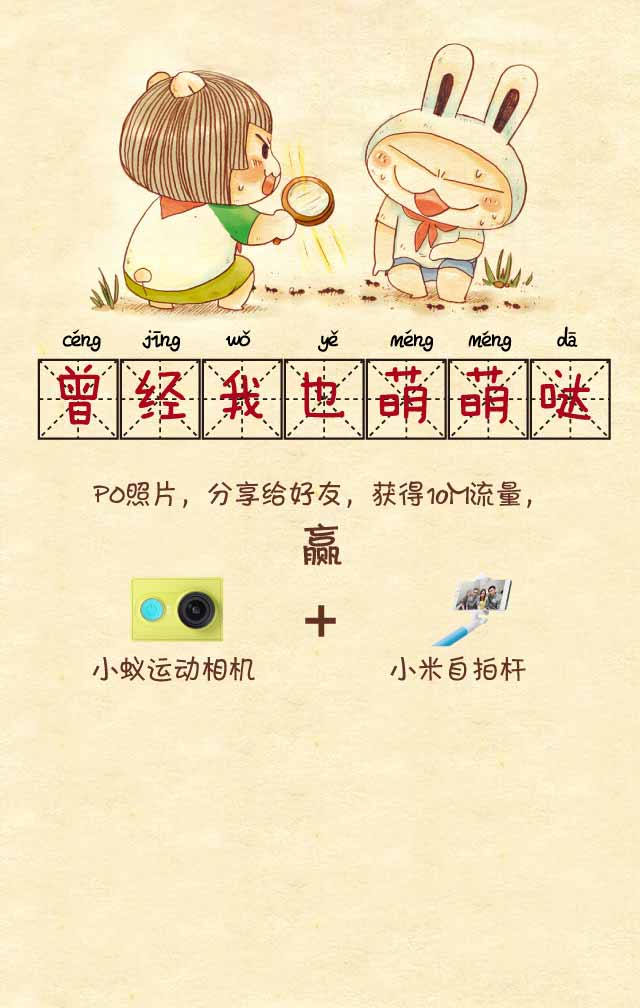 céng jīng wǒ yě méng méng dā
曾经我也萌萌哒
PO照片，分享给好友，获得10M流量，
赢
+
小蚁运动相机 小米自拍杆